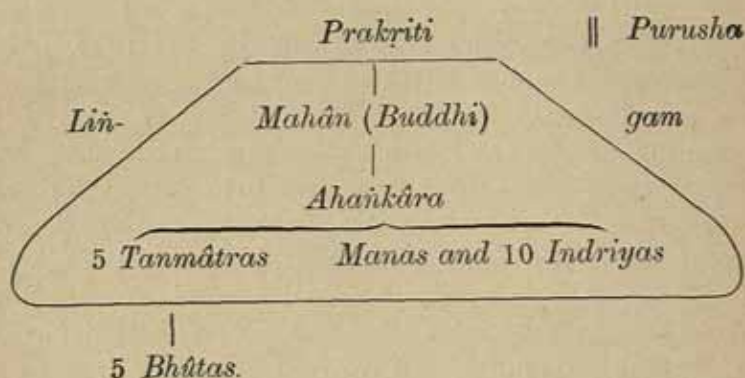 Prakṛiti || Purusha
Liṅ- Mahân (Buddhi) gam
Ahaṅkâra
5 Tanmâtras Manas and 10 Indriyas
5 Bhûtas.